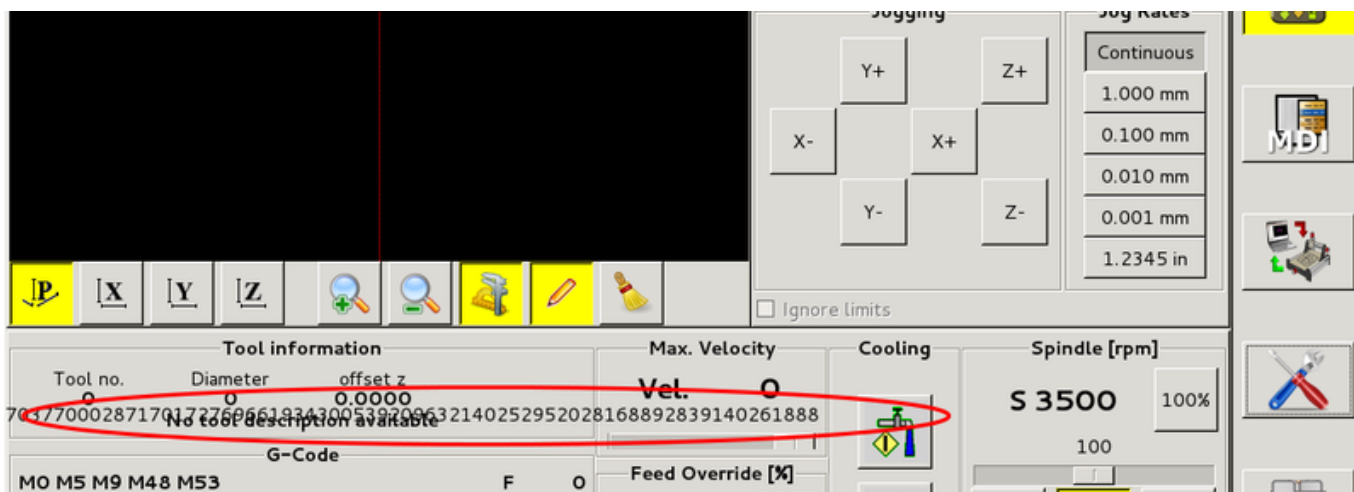 Jogging
Jog Rates
Y+
Z+
Continuous
1.000 mm
X-
X+
0.100 mm
MDI
0.010 mm
Y-
Z-
0.001 mm
1.2345 in
P
X
Y
Z
Ignore limits
Tool information
Max. Velocity
Cooling
Spindle [rpm]
Tool no.
Diameter
offset z
0
0
0.0000
Vel.
0
S 3500
100%
No tool description available
100
G-Code
Feed Override [%]
M0 M5 M9 M48 M53
F
0